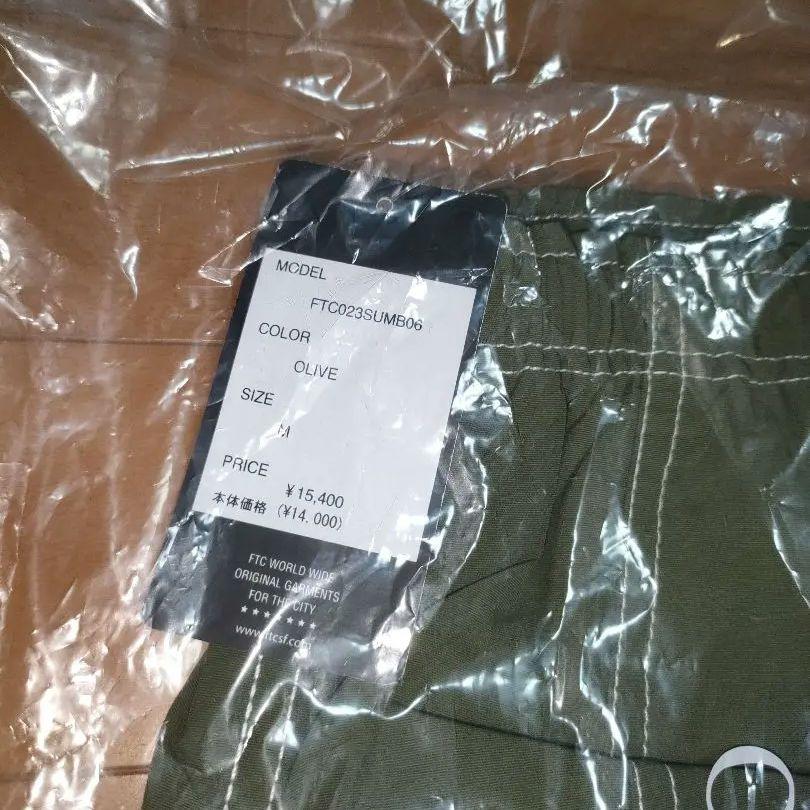 MODEL
FTC023SUMB06
COLOR
OLIVE
SIZE
M
PRICE
¥15,400
本体価格 (¥14,000)
FTC WORLD WIDE
ORIGINAL GARMENTS
FOR THE CITY
★★★★★★★
www.ftcsf.com